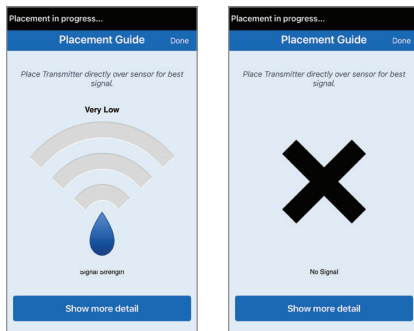 Placement in progress...
Placement Guide Done
Place Transmitter directly over sensor for best
signal.
Very Low
Signal Strength
Show more detail
Placement in progress...
Placement Guide Done
Place Transmitter directly over sensor for best
signal.
No Signal
Show more detail